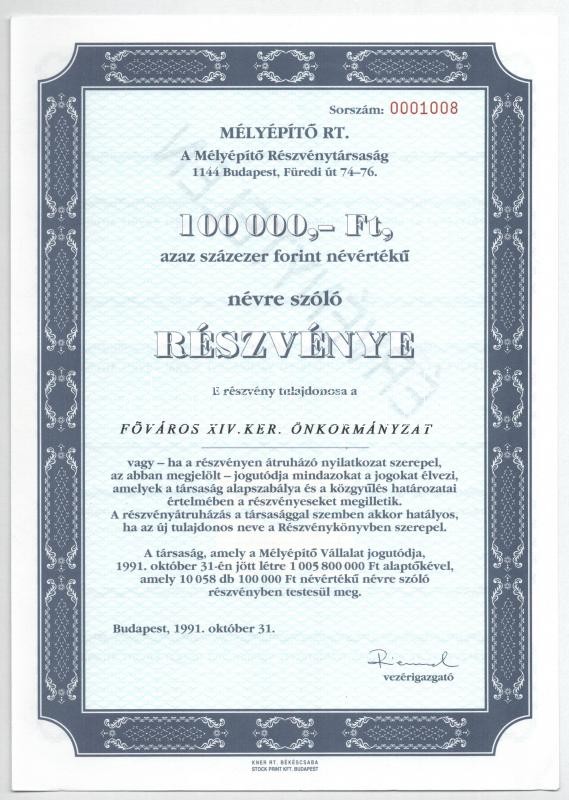 Sorszám: 0001008
MÉLYÉPÍTŐ RT.
A Mélyépítő Részvénytársaság
1144 Budapest, Füredi út 74–76.
100 000,– Ft,
azaz százezer forint névértékű
névre szóló
RÉSZVÉNYE
E részvény tulajdonosa a
FŐVÁROS XIV.KER. ÖNKORMÁNYZAT
vagy – ha a részvényen átruházó nyilatkozat szerepel,
az abban megjelölt – jogutódja mindazokat a jogokat élvezi,
amelyek a társaság alapszabálya és a közgyűlés határozatai
értelmében a részvényeseket megilletik.
A részvényátruházás a társasággal szemben akkor hatályos,
ha az új tulajdonos neve a Részvénykönyvben szerepel.
A társaság, amely a Mélyépítő Vállalat jogutódja,
1991. október 31-én jött létre 1 005 800 000 Ft alaptőkével,
amely 10 058 db 100 000 Ft névértékű névre szóló
részvényben testesül meg.
Budapest, 1991. október 31.
vezérigazgató
KNER RT. BÉKÉSCSABA
STOCK PRINT KFT. BUDAPEST